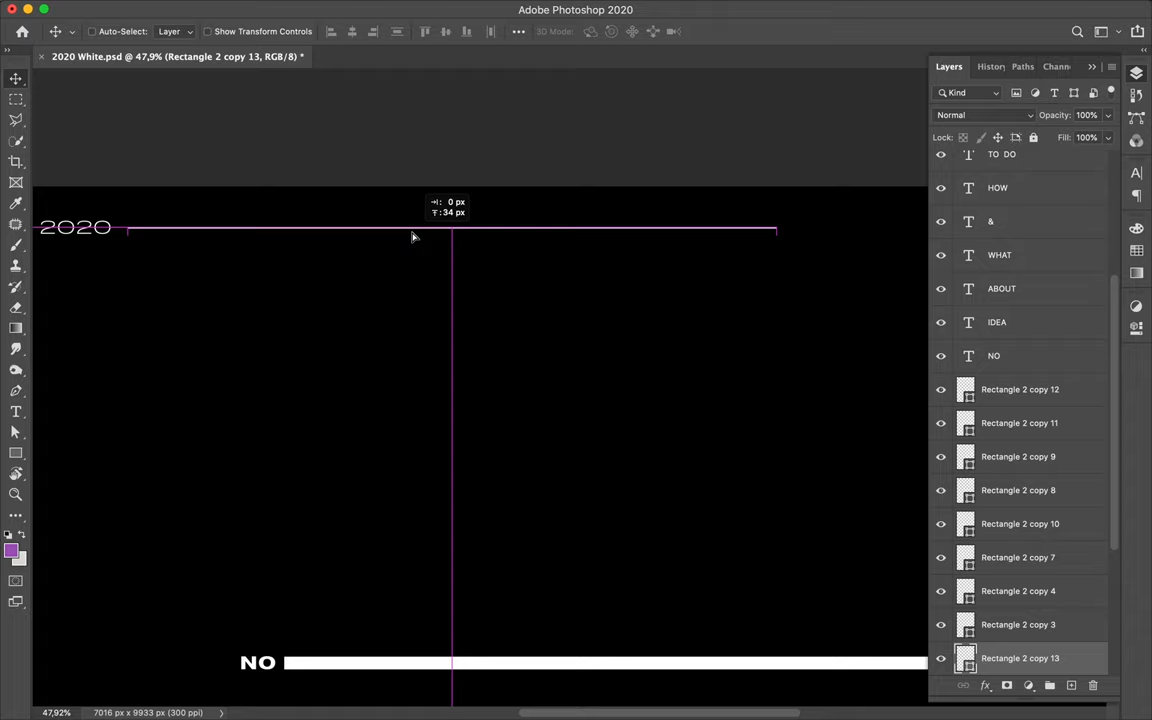 Adobe Photoshop 2020
Auto-Select: Layer Show Transform Controls 3D Mode:
2020 White.psd @ 47,9% (Rectangle 2 copy 13, RGB/8) *
Layers History Paths Chann
Kind
Normal Opacity: 100%
Lock: Fill: 100%
TO DO
HOW
&
WHAT
ABOUT
IDEA
NO
Rectangle 2 copy 12
Rectangle 2 copy 11
Rectangle 2 copy 9
Rectangle 2 copy 8
Rectangle 2 copy 10
Rectangle 2 copy 7
Rectangle 2 copy 4
Rectangle 2 copy 3
Rectangle 2 copy 13
: 0 px
: 34 px
2020
NO
47,92% 7016 px x 9933 px (300 ppi)